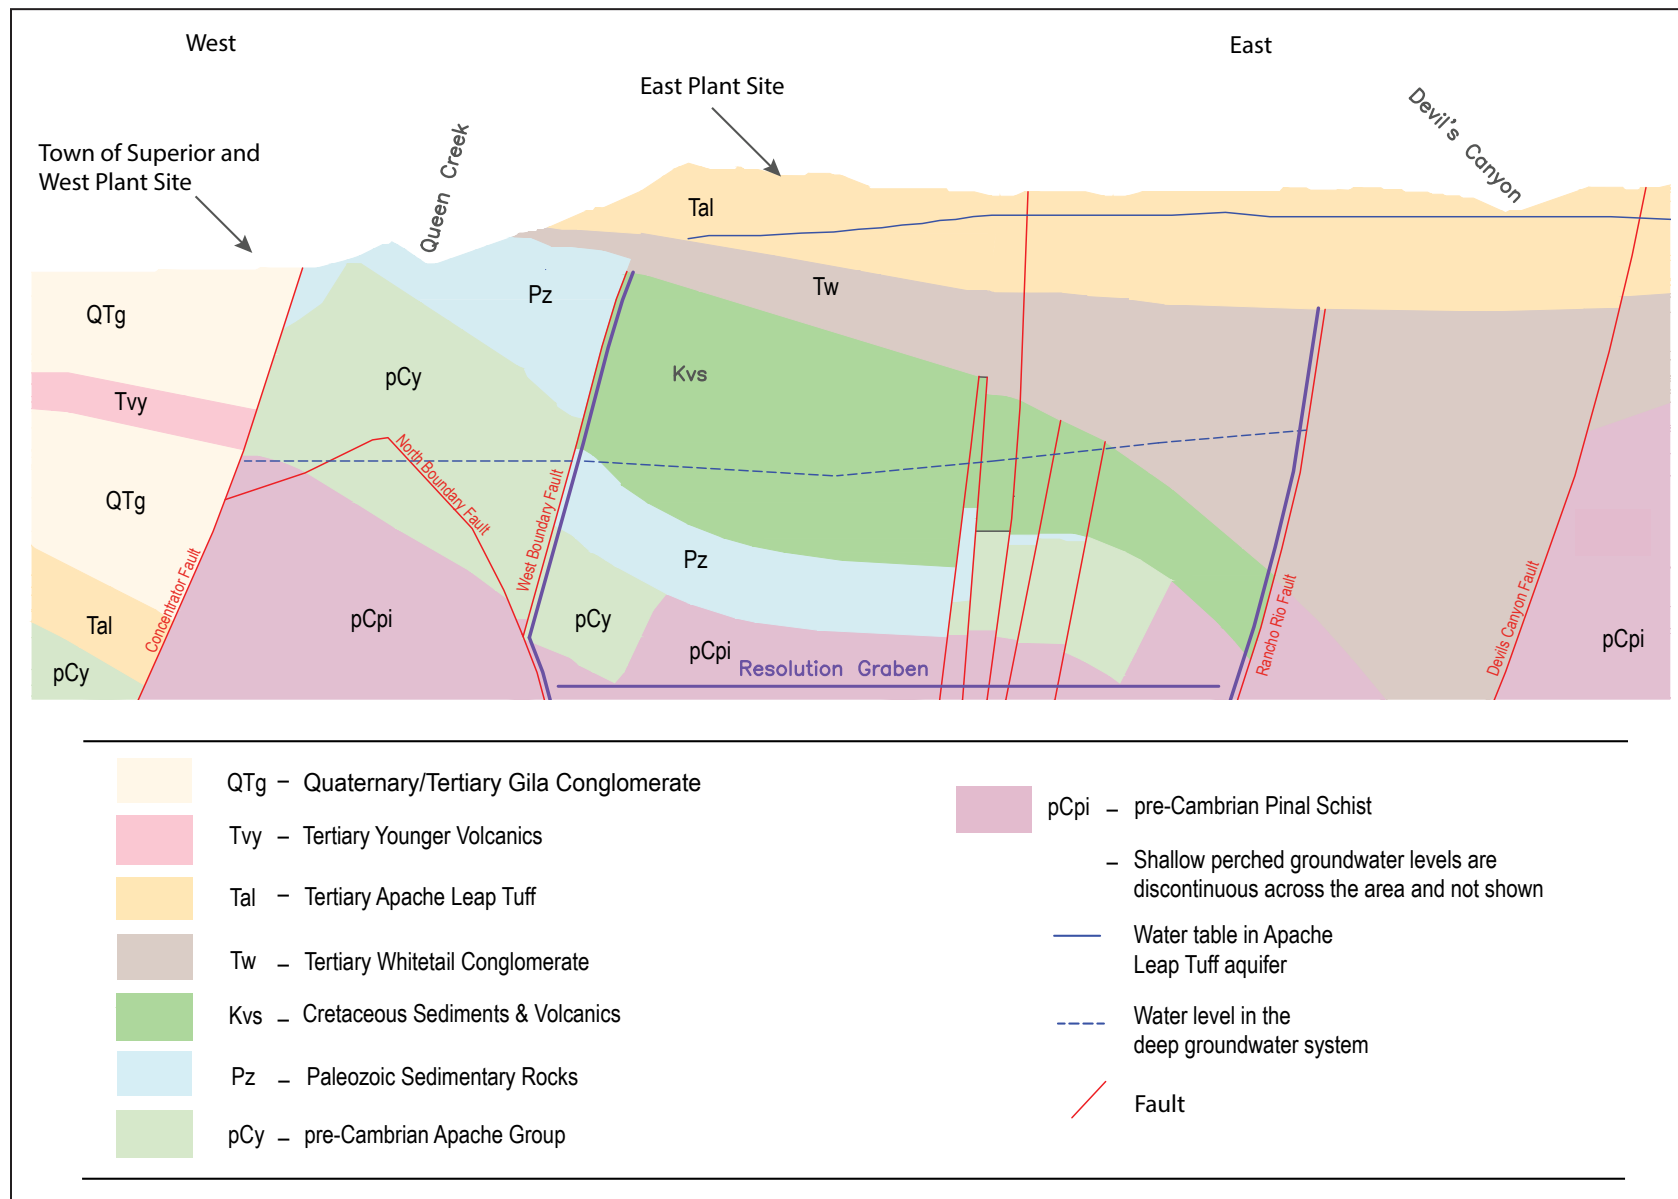 West
East
East Plant Site
Devil's Canyon
Queen Creek
Town of Superior and
West Plant Site
Tal
Tw
Pz
QTg
pCy
Kvs
Tvy
North Boundary Fault
QTg
West Boundary Fault
Pz
Concentrator Fault
Tal
pCpi
pCy
pCpi
Rancho Rio Fault
Devils Canyon Fault
pCpi
pCy
Resolution Graben
QTg – Quaternary/Tertiary Gila Conglomerate
Tvy – Tertiary Younger Volcanics
Tal – Tertiary Apache Leap Tuff
Tw – Tertiary Whitetail Conglomerate
Kvs – Cretaceous Sediments & Volcanics
Pz – Paleozoic Sedimentary Rocks
pCy – pre-Cambrian Apache Group
pCpi – pre-Cambrian Pinal Schist
– Shallow perched groundwater levels are
discontinuous across the area and not shown
Water table in Apache
Leap Tuff aquifer
Water level in the
deep groundwater system
Fault